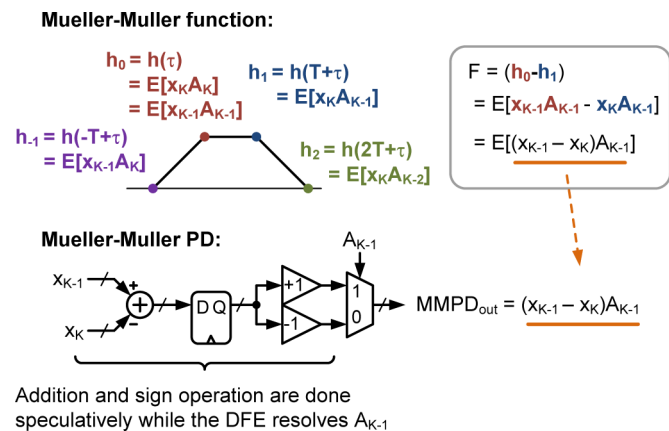 Mueller-Muller function:
h₀ = h(τ)
= E[xₖAₖ]
= E[xₖ₋₁Aₖ₋₁]
h₁ = h(T+τ)
= E[xₖAₖ₋₁]
h₋₁ = h(-T+τ)
= E[xₖ₋₁Aₖ]
h₂ = h(2T+τ)
= E[xₖAₖ₋₂]
F = (h₀-h₁)
= E[xₖ₋₁Aₖ₋₁ - xₖAₖ₋₁]
= E[(xₖ₋₁ – xₖ)Aₖ₋₁]
Mueller-Muller PD:
Aₖ₋₁
xₖ₋₁
+
+
xₖ
–
D Q
+1
-1
1
0
MMPDout = (xₖ₋₁ – xₖ)Aₖ₋₁
Addition and sign operation are done
speculatively while the DFE resolves Aₖ₋₁